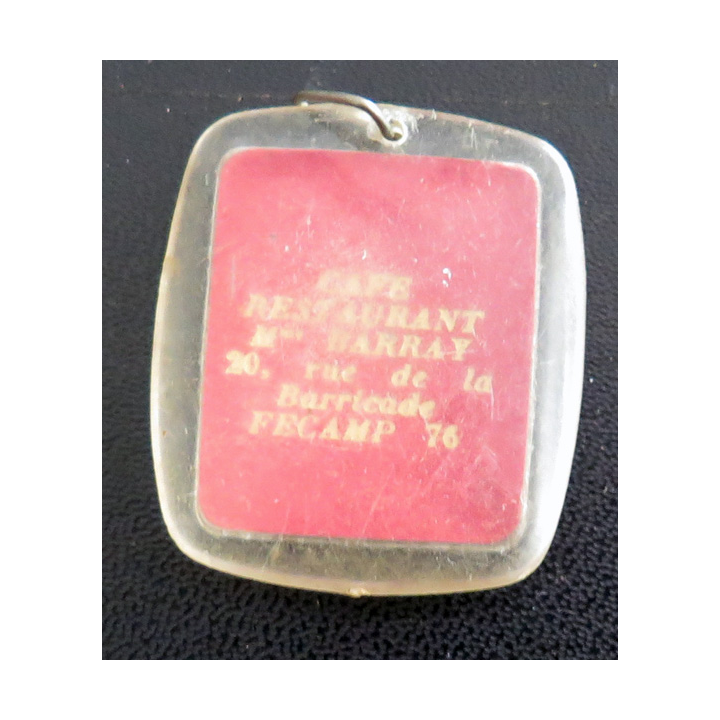 CAFE
RESTAURANT
Mme BARRAY
20, rue de la
Barricade
FECAMP 76